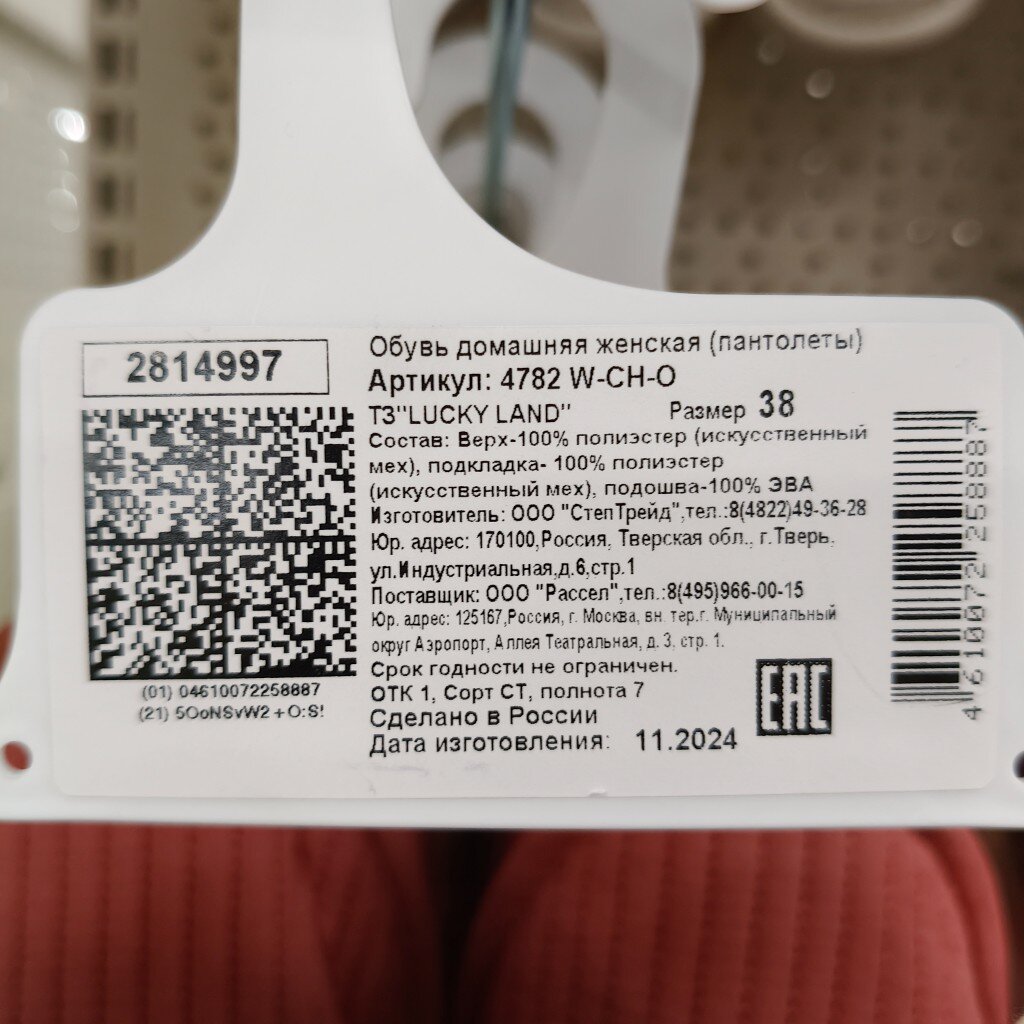 2814997
(01) 04610072258887
(21) 5OoNSvW2+O:S!
Обувь домашняя женская (пантолеты)
Артикул: 4782 W-CH-O
ТЗ"LUCKY LAND" Размер 38
Состав: Верх-100% полиэстер (искусственный
мех), подкладка- 100% полиэстер
(искусственный мех), подошва-100% ЭВА
Изготовитель: ООО "СтепТрейд",тел.:8(4822)49-36-28
Юр. адрес: 170100,Россия, Тверская обл., г.Тверь,
ул.Индустриальная,д.6,стр.1
Поставщик: ООО "Рассел",тел.:8(495)966-00-15
Юр. адрес: 125167,Россия, г. Москва, вн. тер.г. Муниципальный
округ Аэропорт, Аллея Театральная, д. 3, стр. 1.
Срок годности не ограничен.
ОТК 1, Сорт СТ, полнота 7
Сделано в России
Дата изготовления: 11.2024
EAC
4610072258887